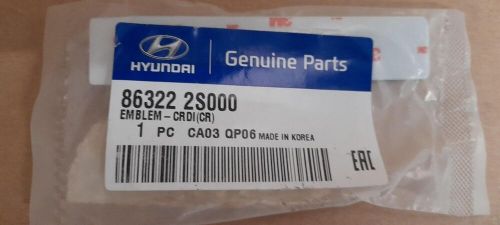 HYUNDAI
Genuine Parts
86322 2S000
EMBLEM-CRDI(CR)
1 PC CA03 QP06 MADE IN KOREA
EAC